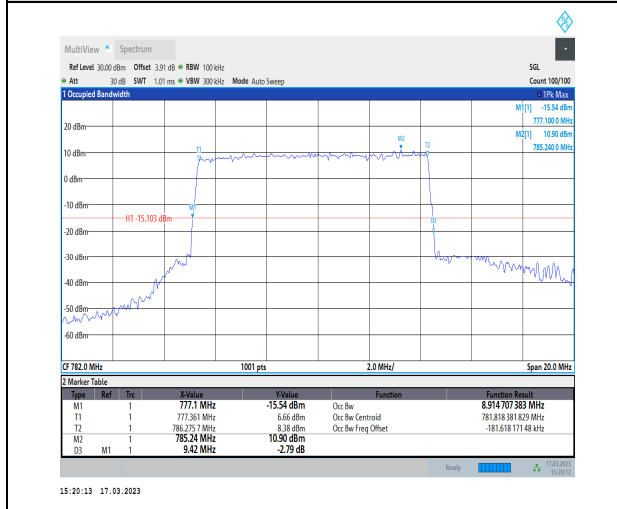 MultiView Spectrum
Ref Level 30.00 dBm Offset 3.91 dB RBW 100 kHz SGL
Att 30 dB SWT 1.01 ms VBW 300 kHz Mode Auto Sweep Count 100/100
1 Occupied Bandwidth 1Pk Max
M1[1] -15.54 dBm
777.100 0 MHz
M2[1] 10.90 dBm
785.240 0 MHz
20 dBm
M2
T1 T2
10 dBm
0 dBm
-10 dBm
M1
H1 -15.103 dBm
D3
-20 dBm
-30 dBm
-40 dBm
-50 dBm
-60 dBm
CF 782.0 MHz 1001 pts 2.0 MHz/ Span 20.0 MHz
2 Marker Table
Type Ref Trc X-Value Y-Value Function Function Result
M1 1 777.1 MHz -15.54 dBm Occ Bw 8.914 707 383 MHz
T1 1 777.361 MHz 6.66 dBm Occ Bw Centroid 781.818 381 829 MHz
T2 1 786.275 7 MHz 8.38 dBm Occ Bw Freq Offset -181.618 171 48 kHz
M2 1 785.24 MHz 10.90 dBm
D3 M1 1 9.42 MHz -2.79 dB
Ready 17.03.2023
15:20:12
15:20:13 17.03.2023